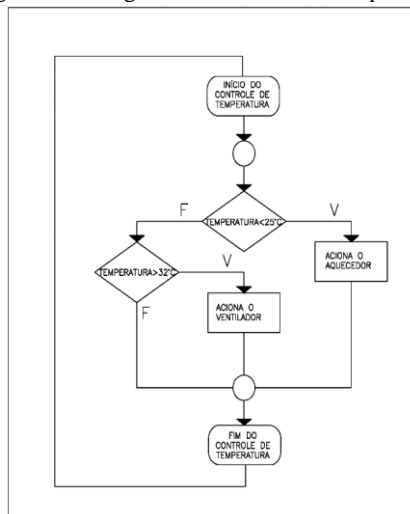 INÍCIO DO
CONTROLE DE
TEMPERATURA
F
TEMPERATURA<25°C
V
ACIONA O
AQUECEDOR
TEMPERATURA>32°C
V
F
ACIONA O
VENTILADOR
FIM DO
CONTROLE DE
TEMPERATURA